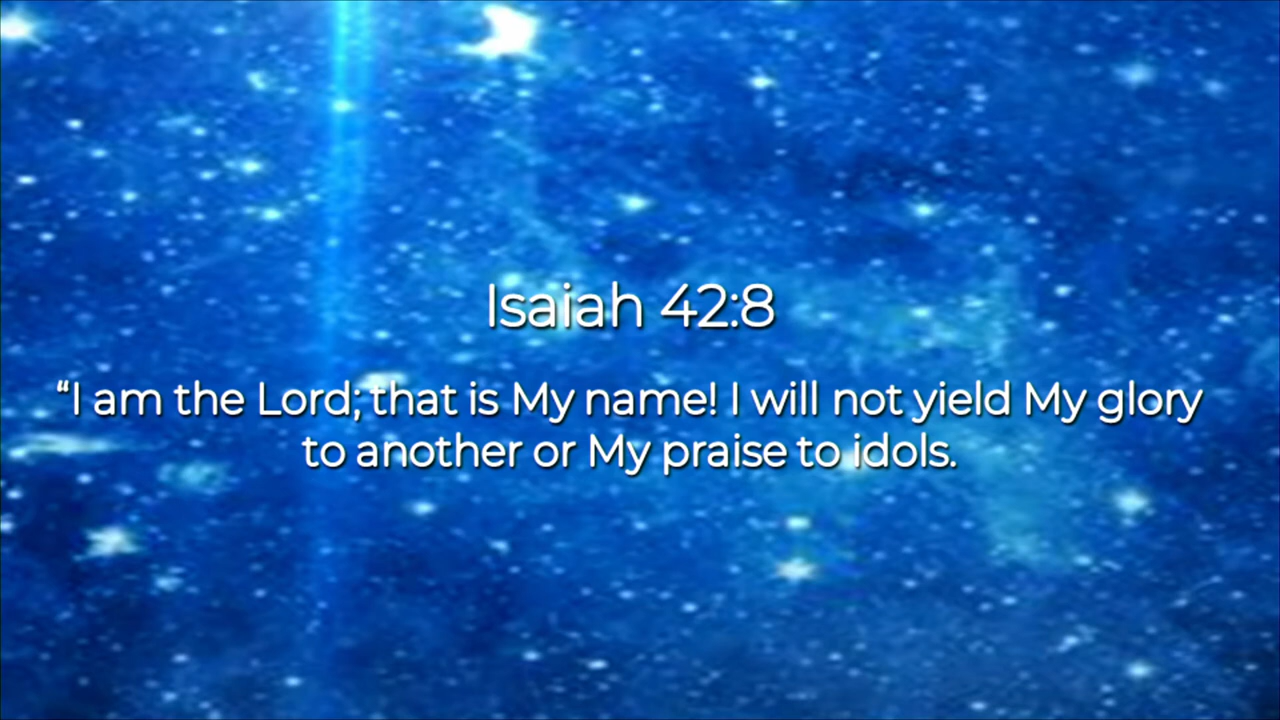 Isaiah 42:8
“I am the Lord; that is My name! I will not yield My glory
to another or My praise to idols.